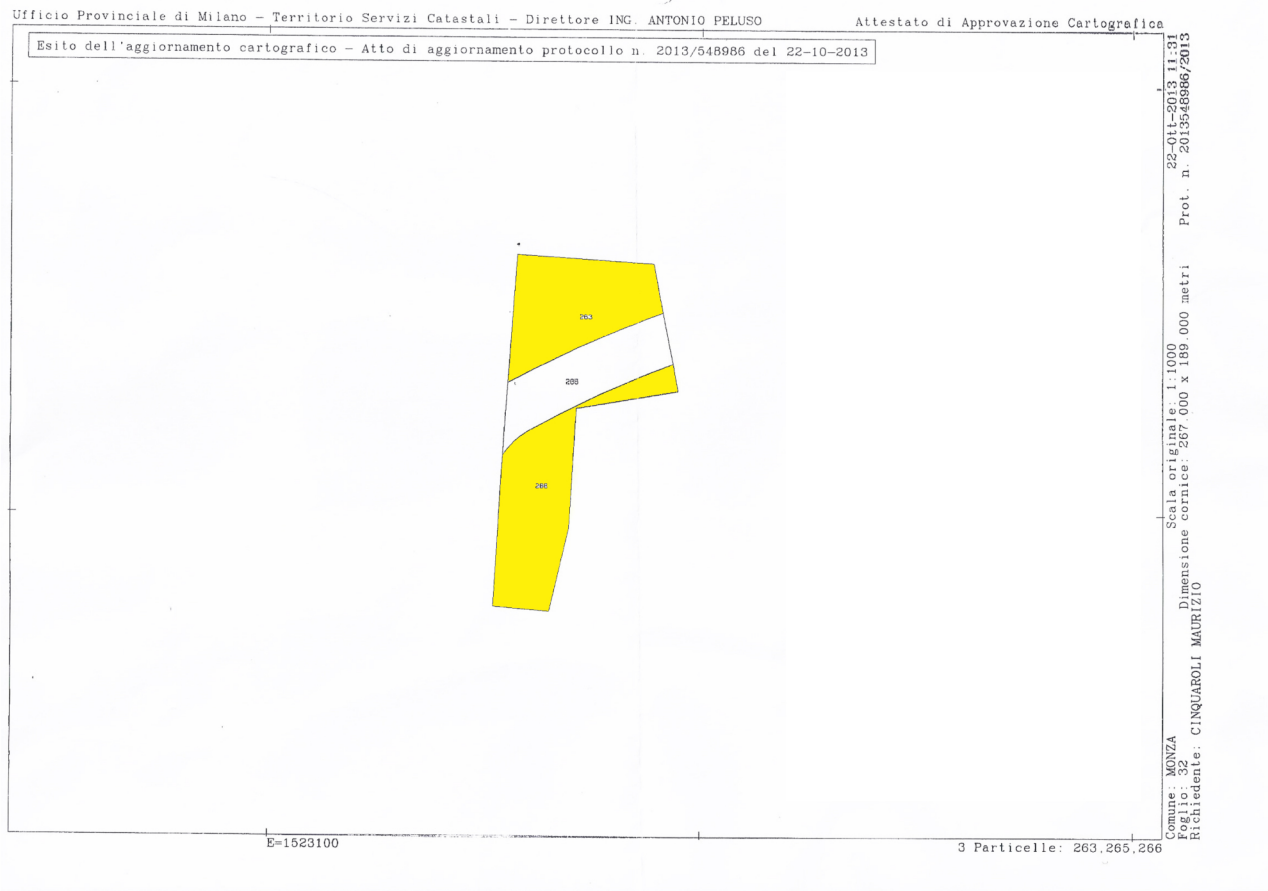 Ufficio Provinciale di Milano – Territorio Servizi Catastali – Direttore ING. ANTONIO PELUSO
Attestato di Approvazione Cartografica
Esito dell'aggiornamento cartografico – Atto di aggiornamento protocollo n. 2013/548986 del 22-10-2013
22-Ott-2013 11:31
Prot. n. 2013548986/2013
Scala originale: 1:1000
Dimensione cornice: 267.000 x 189.000 metri
Comune: MONZA
Foglio: 32
Richiedente: CINQUAROLI MAURIZIO
263
E=1523100
3 Particelle: 263,265,266